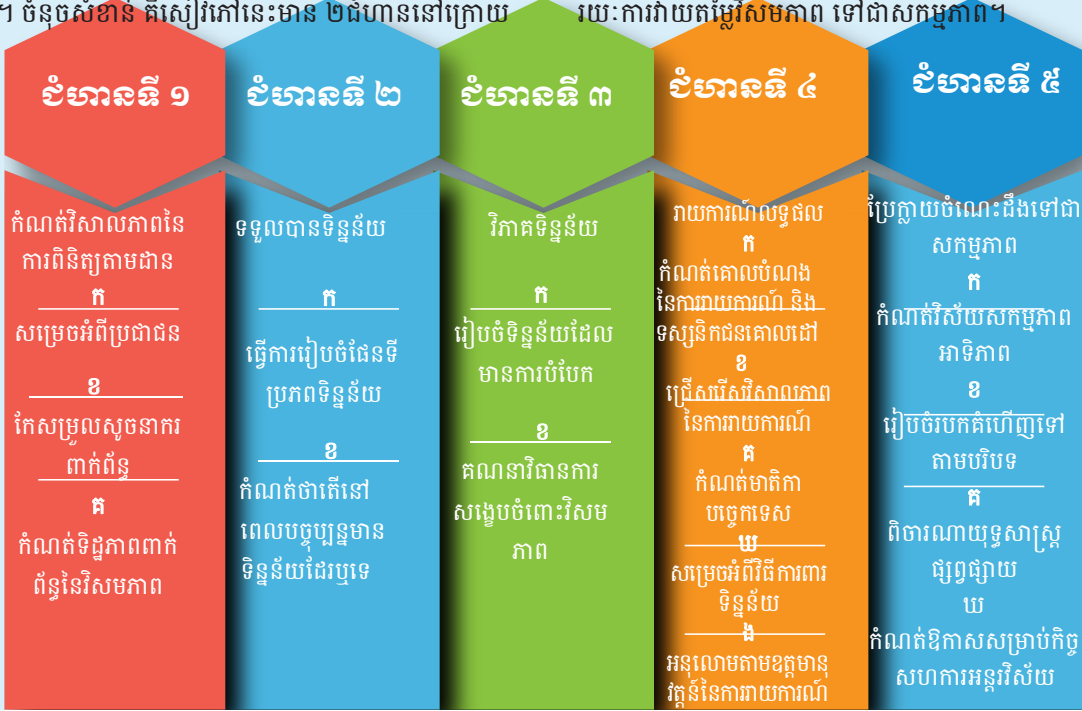 ។ ចំនុចសំខាន់ គឺសៀវភៅនេះមាន ២ជំហាននៅក្រោយ
រយៈការវាយតម្លៃវិសមភាព ទៅជាសកម្មភាព។
ជំហានទី ១
កំណត់វិសាលភាពនៃ
ការពិនិត្យតាមដាន
ក
សម្រេចអំពីប្រជាជន
ខ
កែសម្រួលសូចនាករ
ពាក់ព័ន្ធ
គ
កំណត់ទិដ្ឋភាពពាក់
ព័ន្ធនៃវិសមភាព
ជំហានទី ២
ទទួលបានទិន្នន័យ
ក
ធ្វើការរៀបចំផែនទី
ប្រភពទិន្នន័យ
ខ
កំណត់ថាតើនៅ
ពេលបច្ចុប្បន្នមាន
ទិន្នន័យដែរឬទេ
ជំហានទី ៣
វិភាគទិន្នន័យ
ក
រៀបចំទិន្នន័យដែល
មានការបំបែក
ខ
គណនាវិធានការ
សង្ខេបចំពោះវិសម
ភាព
ជំហានទី ៤
រាយការណ៍លទ្ធផល
ក
កំណត់គោលបំណង
នៃការរាយការណ៍ និង
ទស្សនិកជនគោលដៅ
ខ
ជ្រើសរើសវិសាលភាព
នៃការរាយការណ៍
គ
កំណត់មាតិកា
បច្ចេកទេស
ឃ
សម្រេចអំពីវិធីការពារ
ទិន្នន័យ
ង
អនុលោមតាមឧត្តមានុ
វត្តន៍នៃការរាយការណ៍
ជំហានទី ៥
ប្រែក្លាយចំណេះដឹងទៅជា
សកម្មភាព
ក
កំណត់វិស័យសកម្មភាព
អាទិភាព
ខ
រៀបចំរបកគំហើញទៅ
តាមបរិបទ
គ
ពិចារណាយុទ្ធសាស្ត្រ
ផ្សព្វផ្សាយ
ឃ
កំណត់ឱកាសសម្រាប់កិច្ច
សហការអន្តរវិស័យ